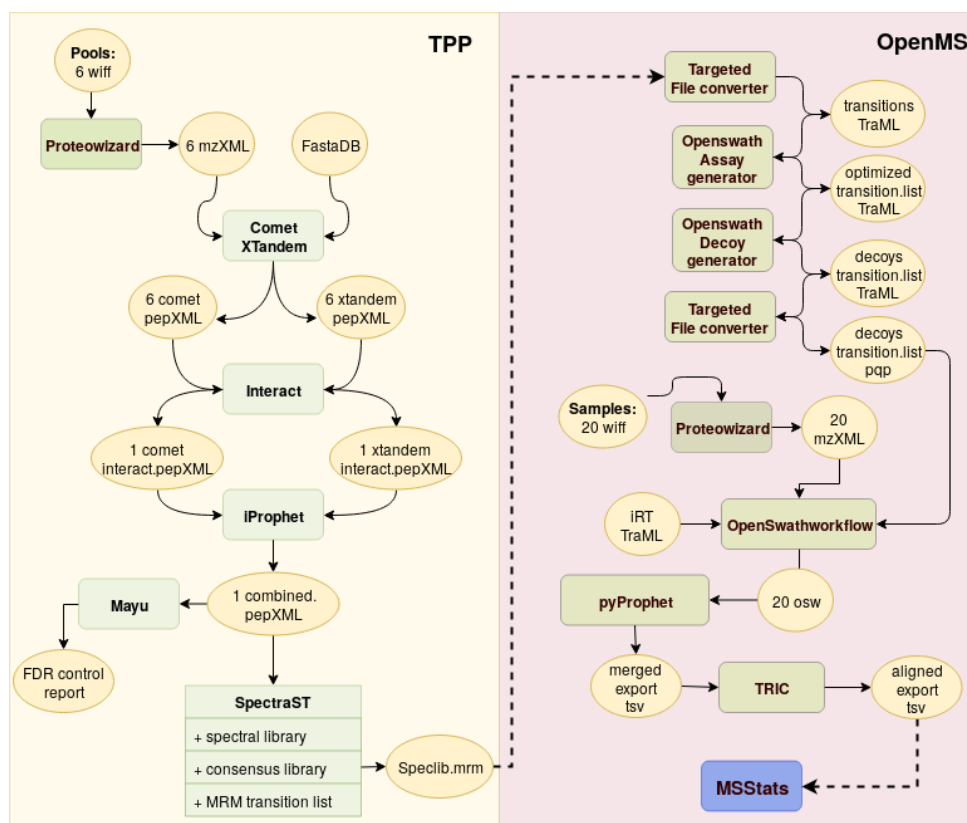 TPP
Pools:
6 wiff
Proteowizard
6 mzXML
FastaDB
Comet
XTandem
6 comet
pepXML
6 xtandem
pepXML
Interact
1 comet
interact.pepXML
1 xtandem
interact.pepXML
iProphet
1 combined.
pepXML
Mayu
FDR control
report
SpectraST
+ spectral library
+ consensus library
+ MRM transition list
Speclib.mrm
OpenMS
Targeted
File converter
transitions
TraML
Openswath
Assay
generator
optimized
transition.list
TraML
Openswath
Decoy
generator
decoys
transition.list
TraML
Targeted
File converter
decoys
transition.list
pqp
Samples:
20 wiff
Proteowizard
20
mzXML
iRT
TraML
OpenSwathworkflow
20 osw
pyProphet
merged
export
tsv
TRIC
aligned
export
tsv
MSStats